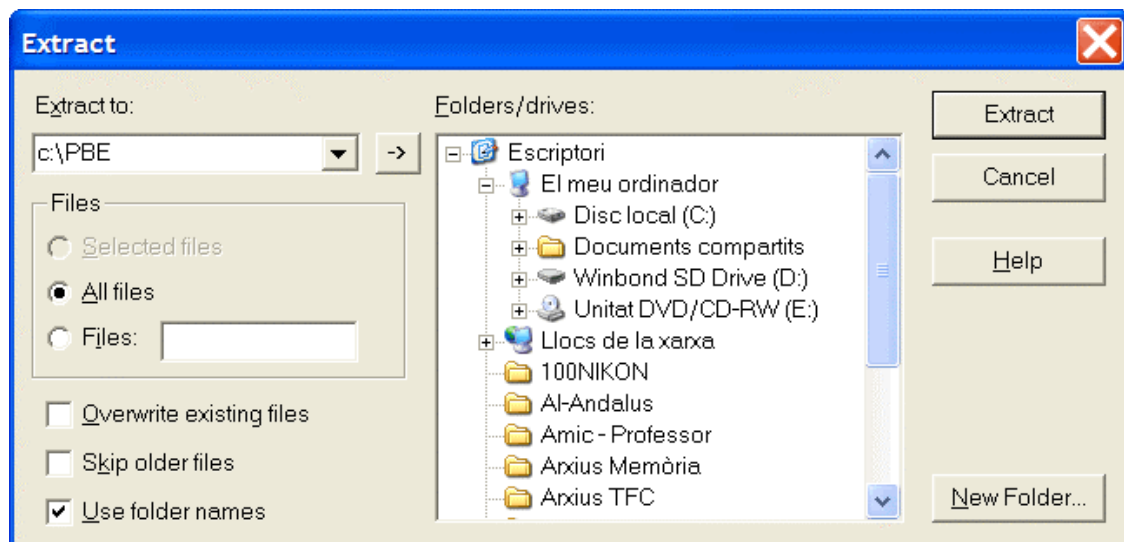 Extract
Extract to:
c:\PBE
->
Files
Selected files
All files
Files:
Overwrite existing files
Skip older files
Use folder names
Folders/drives:
Escriptori
El meu ordinador
Disc local (C:)
Documents compartits
Winbond SD Drive (D:)
Unitat DVD/CD-RW (E:)
Llocs de la xarxa
100NIKON
Al-Andalus
Amic - Professor
Arxius Memòria
Arxius TFC
Extract
Cancel
Help
New Folder...